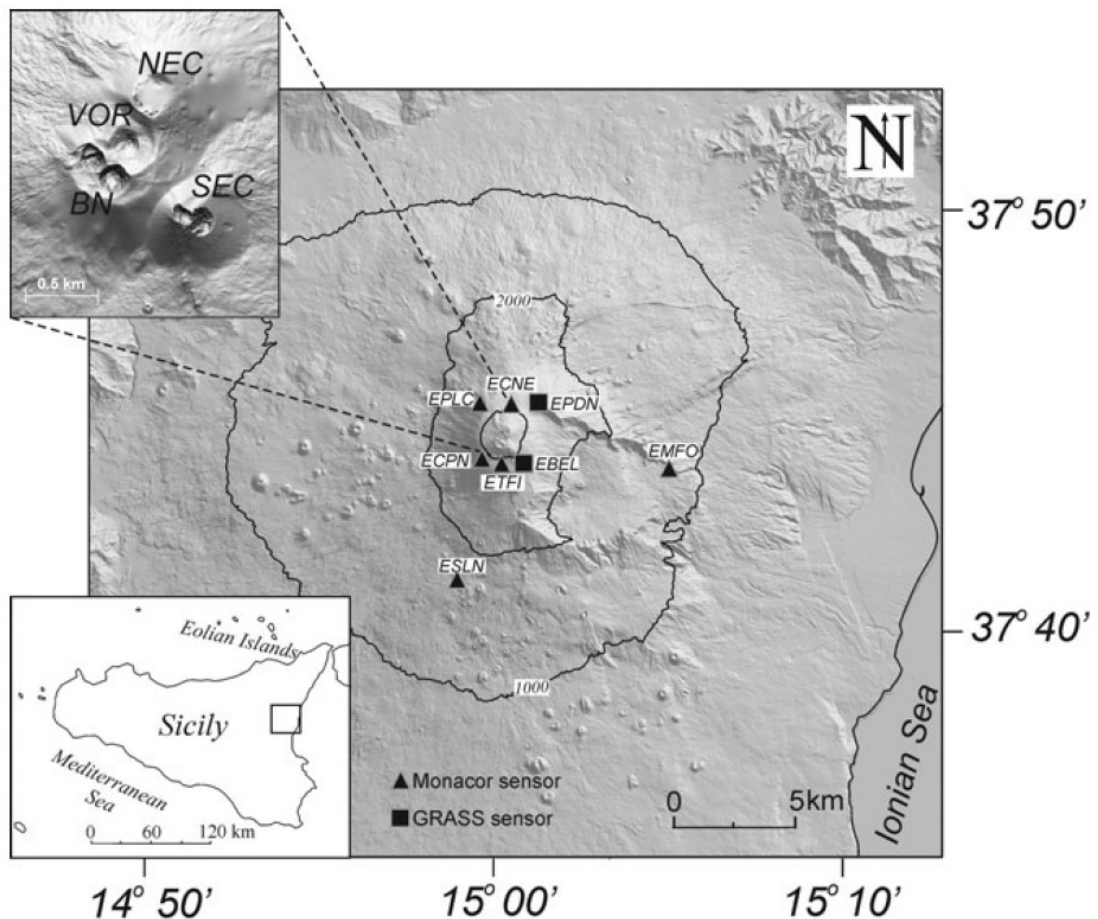 NEC
VOR
BN
SEC
0.5 km
N
37° 50'
2000
EPLC
ECNE
EPDN
ECPN
ETFI
EBEL
EMFO
ESLN
37° 40'
1000
Eolian Islands
Sicily
Mediterranean
Sea
0 60 120 km
Monacor sensor
GRASS sensor
0 5km
Ionian Sea
14° 50' 15° 00' 15° 10'